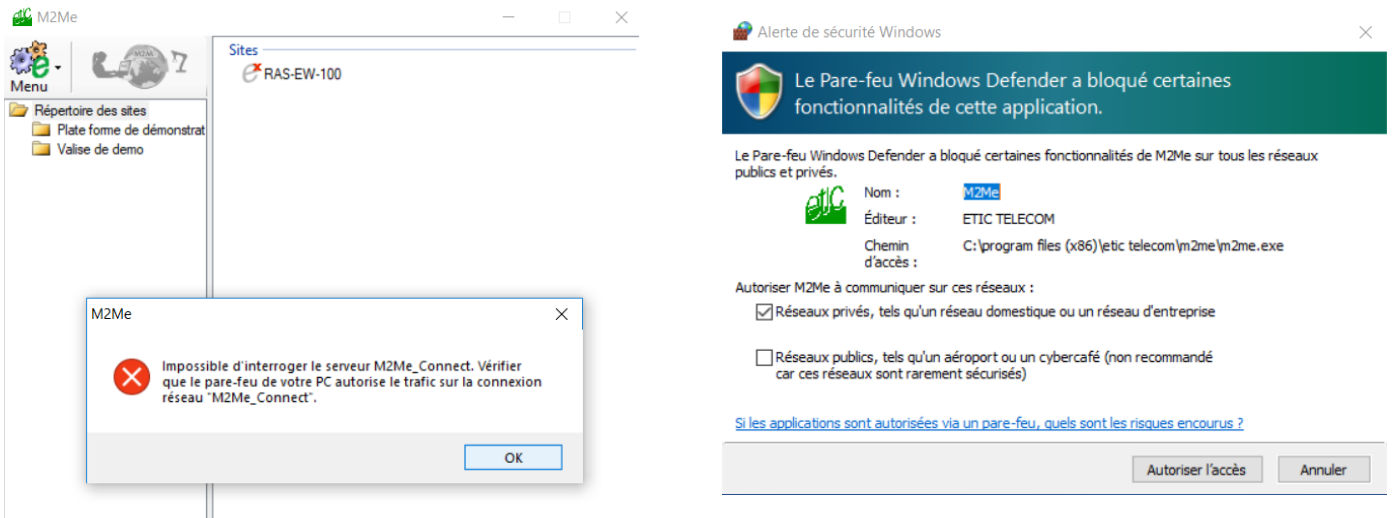 M2Me
Menu
Répertoire des sites
Plate forme de démonstrat
Valise de demo
Sites
RAS-EW-100
M2Me
Impossible d'interroger le serveur M2Me_Connect. Vérifier
que le pare-feu de votre PC autorise le trafic sur la connexion
réseau "M2Me_Connect".
OK
Alerte de sécurité Windows
Le Pare-feu Windows Defender a bloqué certaines
fonctionnalités de cette application.
Le Pare-feu Windows Defender a bloqué certaines fonctionnalités de M2Me sur tous les réseaux
publics et privés.
etic
Nom : M2Me
Éditeur : ETIC TELECOM
Chemin C:\program files (x86)\etic telecom\m2me\m2me.exe
d'accès :
Autoriser M2Me à communiquer sur ces réseaux :
Réseaux privés, tels qu'un réseau domestique ou un réseau d'entreprise
Réseaux publics, tels qu'un aéroport ou un cybercafé (non recommandé
car ces réseaux sont rarement sécurisés)
Si les applications sont autorisées via un pare-feu, quels sont les risques encourus ?
Autoriser l'accès
Annuler